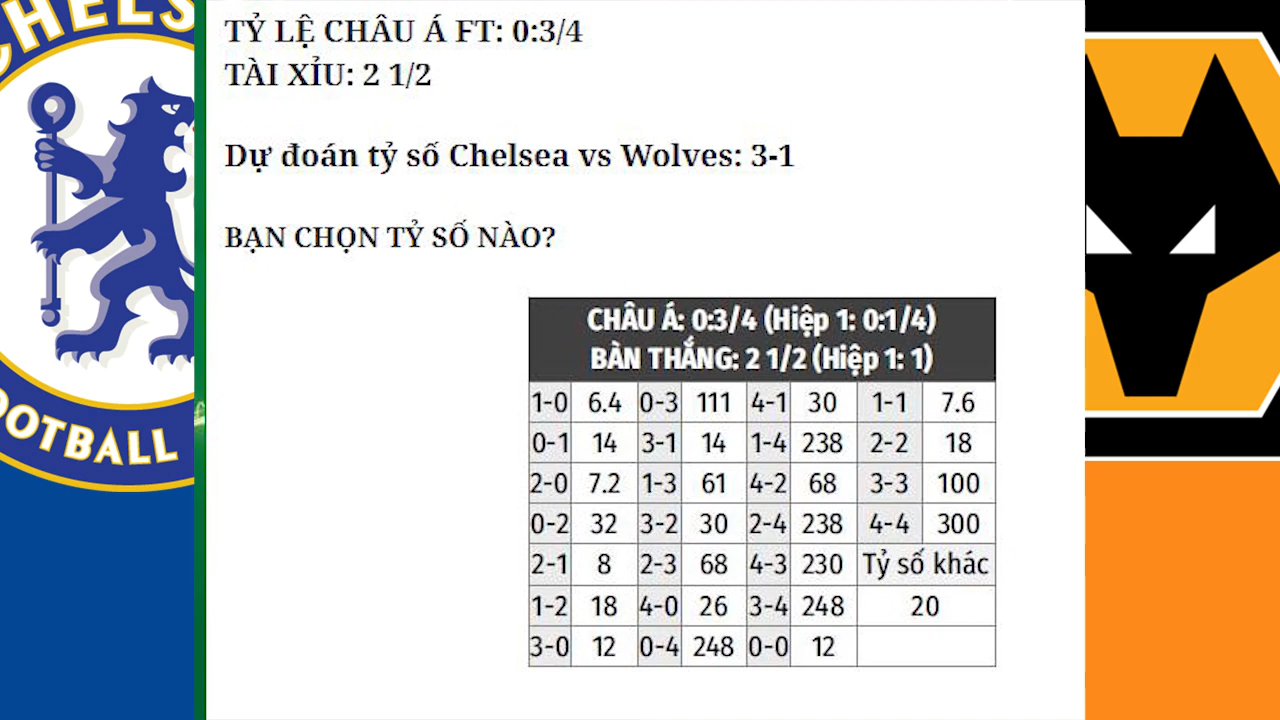 CHELS
OOTBALL
TỶ LỆ CHÂU Á FT: 0:3/4
TÀI XỈU: 2 1/2
Dự đoán tỷ số Chelsea vs Wolves: 3-1
BẠN CHỌN TỶ SỐ NÀO?
CHÂU Á: 0:3/4 (Hiệp 1: 0:1/4)
BÀN THẮNG: 2 1/2 (Hiệp 1: 1)
1-0 6.4 0-3 111 4-1 30 1-1 7.6
0-1 14 3-1 14 1-4 238 2-2 18
2-0 7.2 1-3 61 4-2 68 3-3 100
0-2 32 3-2 30 2-4 238 4-4 300
2-1 8 2-3 68 4-3 230 Tỷ số khác
1-2 18 4-0 26 3-4 248 20
3-0 12 0-4 248 0-0 12